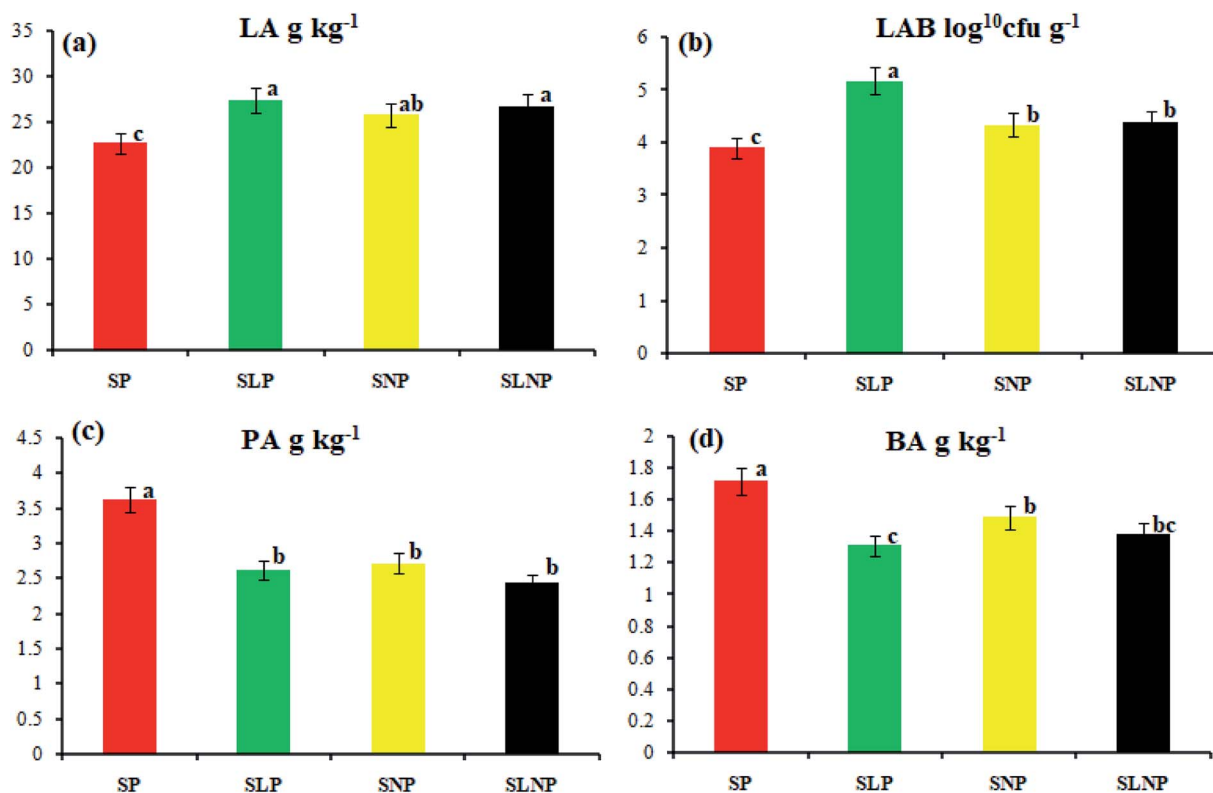 (a) LA g kg⁻¹
35
30
25
20
15
10
5
0
c
a
ab
a
SP SLP SNP SLNP
(b) LAB log¹⁰cfu g⁻¹
6
5
4
3
2
1
0
c
a
b
b
SP SLP SNP SLNP
(c) PA g kg⁻¹
4.5
4
3.5
3
2.5
2
1.5
1
0.5
0
a
b
b
b
SP SLP SNP SLNP
(d) BA g kg⁻¹
2
1.8
1.6
1.4
1.2
1
0.8
0.6
0.4
0.2
0
a
c
b
bc
SP SLP SNP SLNP